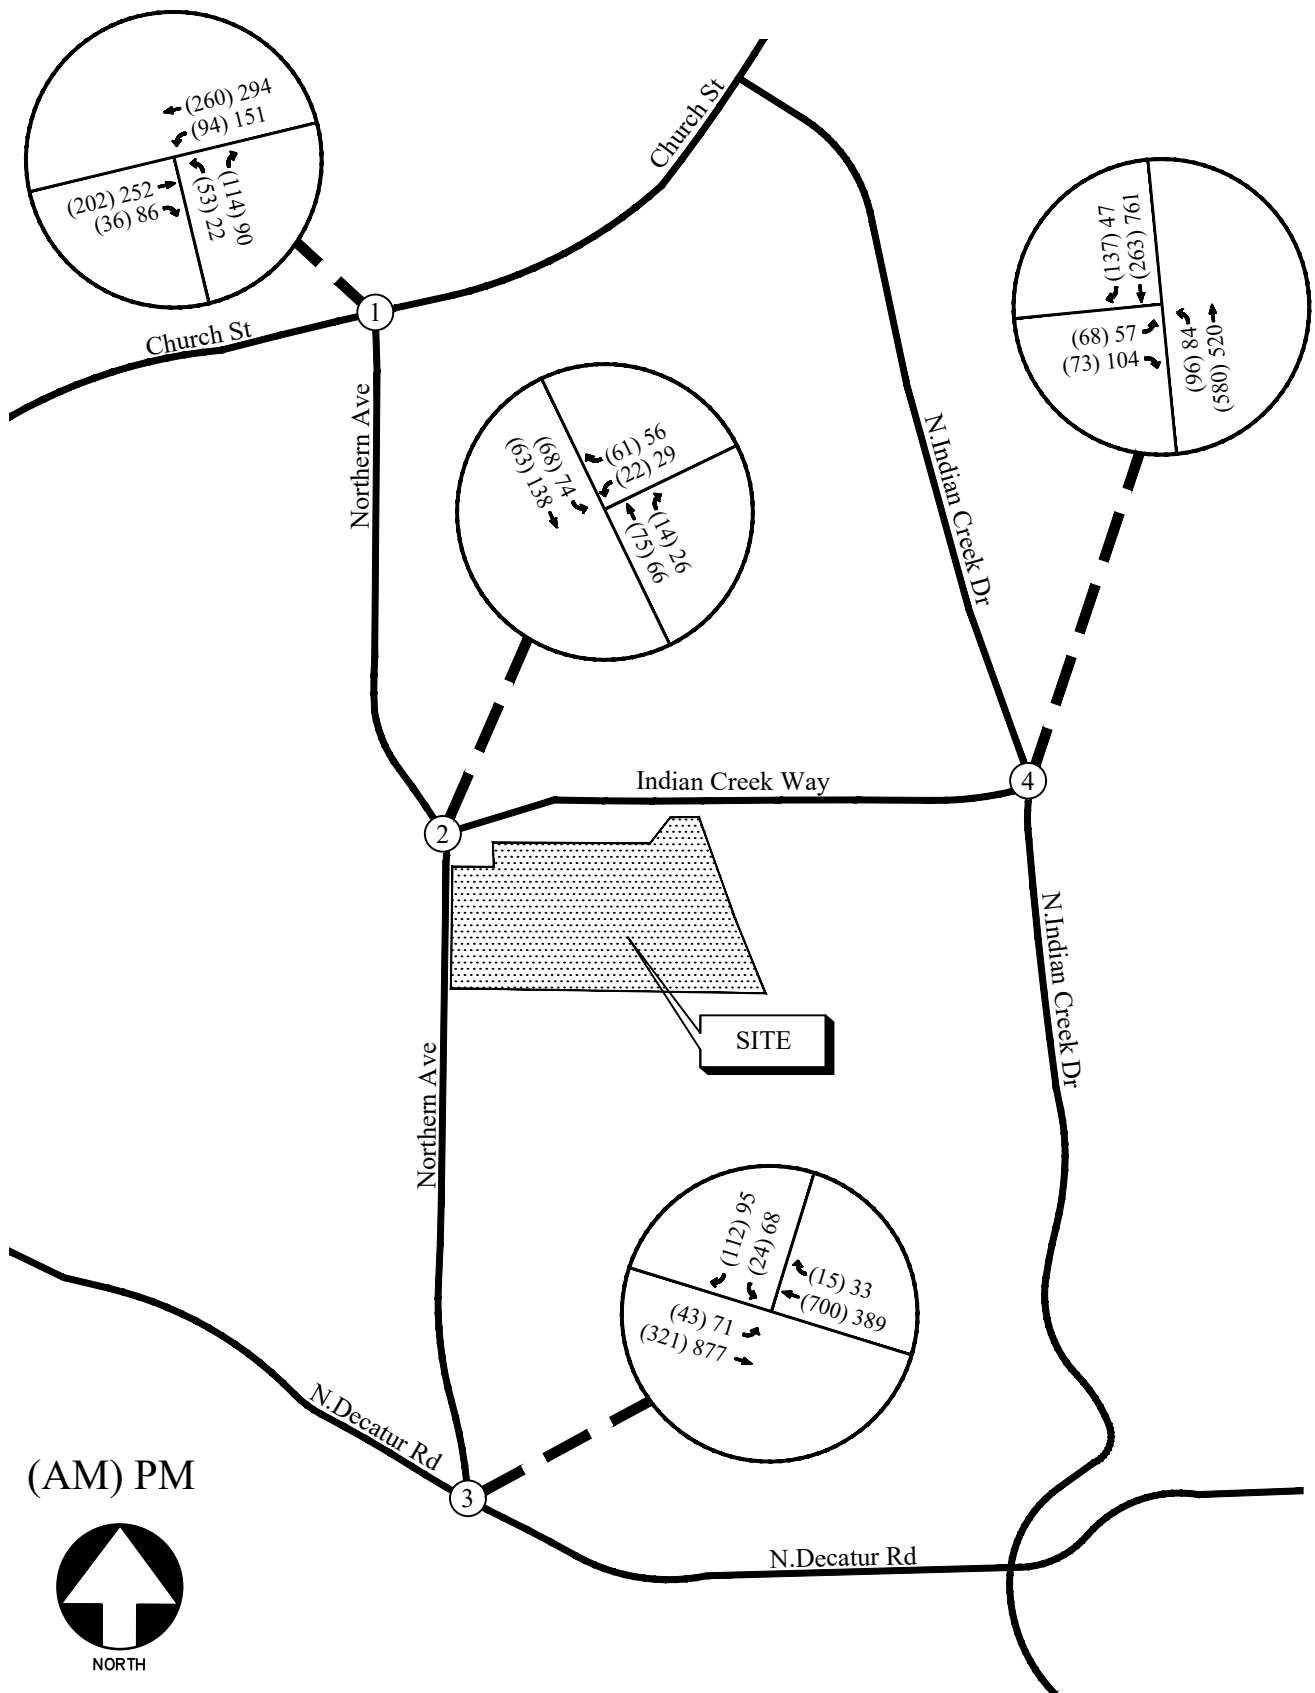 (260) 294
(94) 151
(202) 252
(36) 86
(53) 22
(114) 90
Church St
Church St
1
Northern Ave
(137) 47
(263) 761
(68) 57
(73) 104
(96) 84
(580) 520
N.Indian Creek Dr
(61) 56
(22) 29
(68) 74
(63) 138
(14) 26
(75) 66
Indian Creek Way
4
2
N.Indian Creek Dr
SITE
Northern Ave
(112) 95
(24) 68
(15) 33
(700) 389
(43) 71
(321) 877
N.Decatur Rd
(AM) PM
3
N.Decatur Rd
NORTH